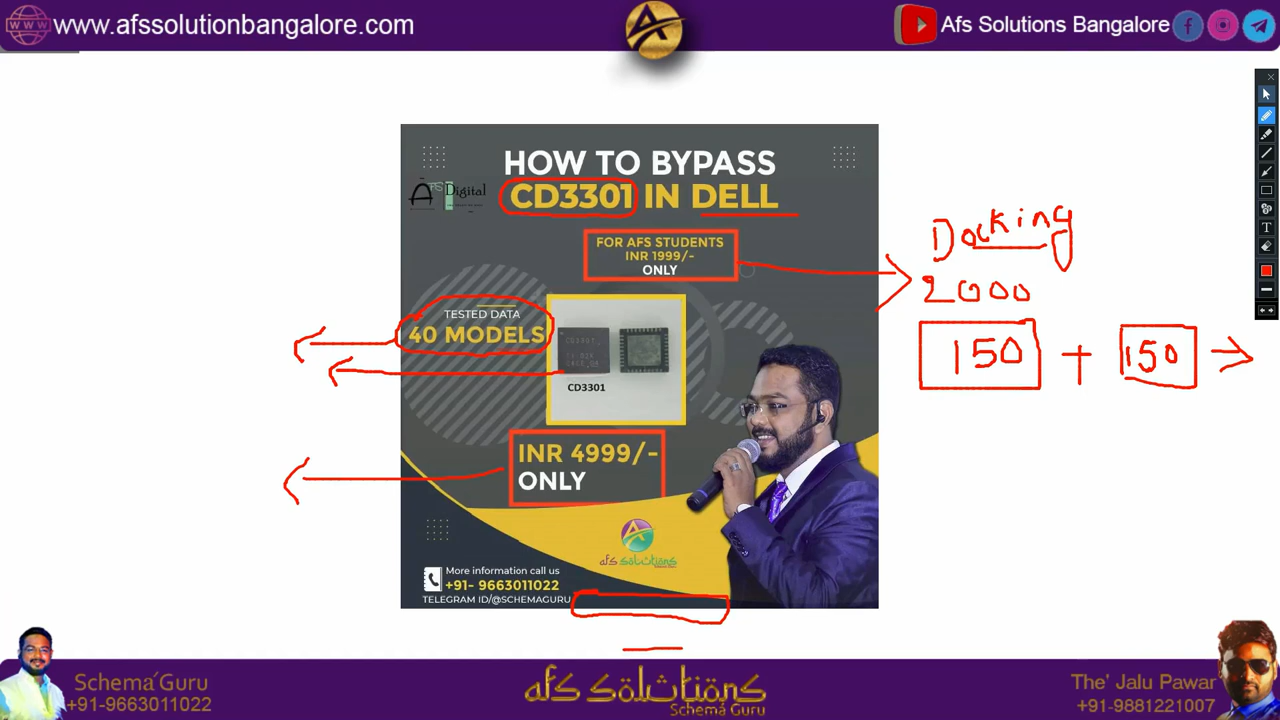 www.afssolutionbangalore.com
Afs Solutions Bangalore
HOW TO BYPASS
CD3301 IN DELL
Digital
FOR AFS STUDENTS
INR 1999/-
ONLY
Docking
2000
150 + 150
TESTED DATA
40 MODELS
CD3301
INR 4999/-
ONLY
afs solutions
More information call us
+91- 9663011022
TELEGRAM ID/@SCHEMAGURU
Schema'Guru
+91-9663011022
afs solutions
Schema Guru
The' Jalu Pawar
+91-9881221007